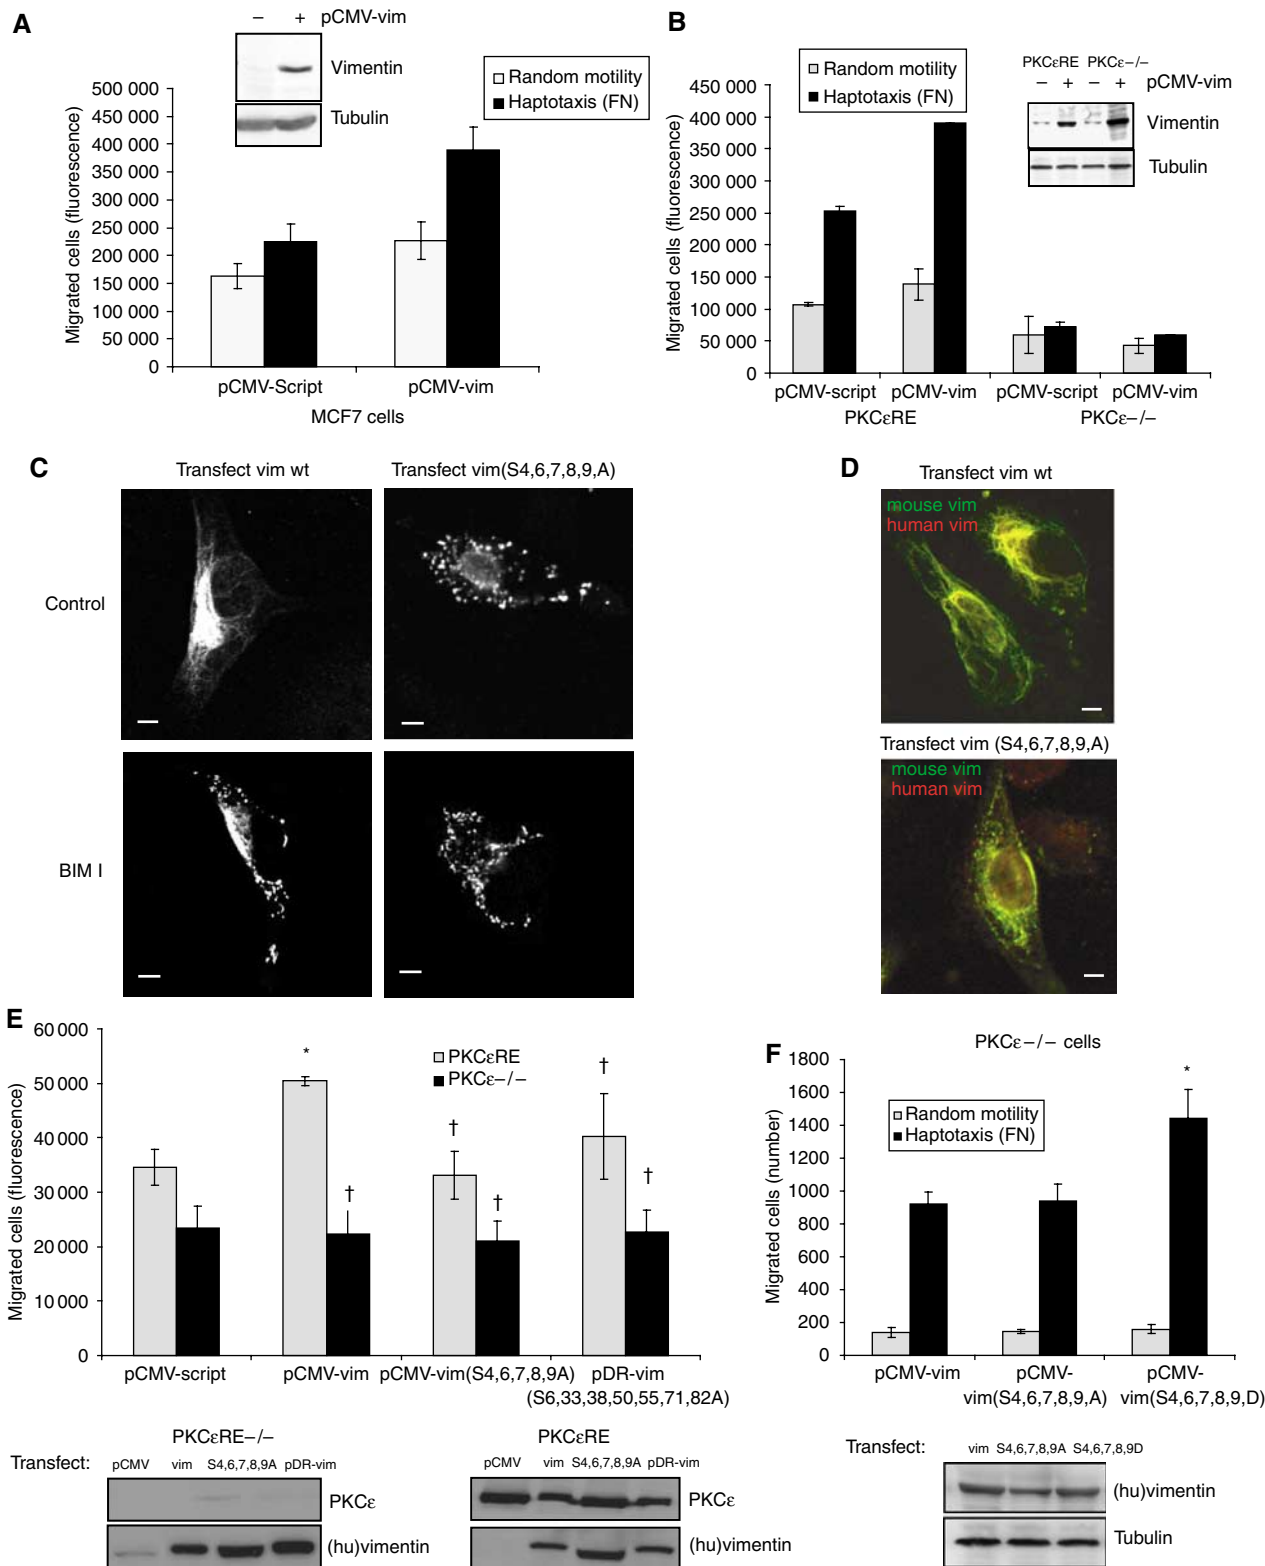 A
− + pCMV-vim
Vimentin
Tubulin
Random motility
Haptotaxis (FN)
Migrated cells (fluorescence)
500 000
450 000
400 000
350 000
300 000
250 000
200 000
150 000
100 000
50 000
0
pCMV-Script pCMV-vim
MCF7 cells
B
Random motility
Haptotaxis (FN)
PKCεRE PKCε−/−
− + − + pCMV-vim
Vimentin
Tubulin
Migrated cells (fluorescence)
450 000
400 000
350 000
300 000
250 000
200 000
150 000
100 000
50 000
0
pCMV-script pCMV-vim pCMV-script pCMV-vim
PKCεRE PKCε−/−
C
Transfect vim wt Transfect vim(S4,6,7,8,9,A)
Control
BIM I
D
Transfect vim wt
mouse vim
human vim
Transfect vim (S4,6,7,8,9,A)
mouse vim
human vim
E
Migrated cells (fluorescence)
60 000
50 000
40 000
30 000
20 000
10 000
0
PKCεRE
PKCε−/−
*
†
†
†
†
†
pCMV-script pCMV-vim pCMV-vim(S4,6,7,8,9A) pDR-vim
(S6,33,38,50,55,71,82A)
PKCεRE−/− PKCεRE
Transfect: pCMV vim S4,6,7,8,9A pDR-vim
PKCε
(hu)vimentin
pCMV vim S4,6,7,8,9A pDR-vim
PKCε
(hu)vimentin
F
PKCε−/− cells
Random motility
Haptotaxis (FN)
Migrated cells (number)
1800
1600
1400
1200
1000
800
600
400
200
0
*
pCMV-vim pCMV- pCMV-
vim(S4,6,7,8,9,A) vim(S4,6,7,8,9,D)
Transfect: vim S4,6,7,8,9A S4,6,7,8,9D
(hu)vimentin
Tubulin